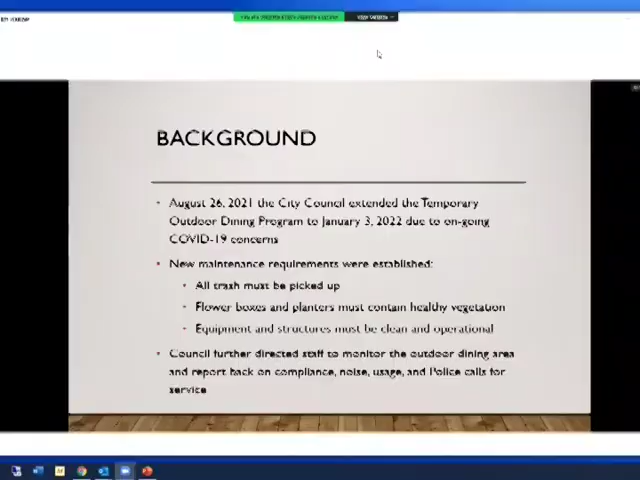 BACKGROUND
• August 26, 2021 the City Council extended the Temporary
Outdoor Dining Program to January 3, 2022 due to on-going
COVID-19 concerns
• New maintenance requirements were established:
• All trash must be picked up
• Flower boxes and planters must contain healthy vegetation
• Equipment and structures must be clean and operational
• Council further directed staff to monitor the outdoor dining area
and report back on compliance, noise, usage, and Police calls for
service